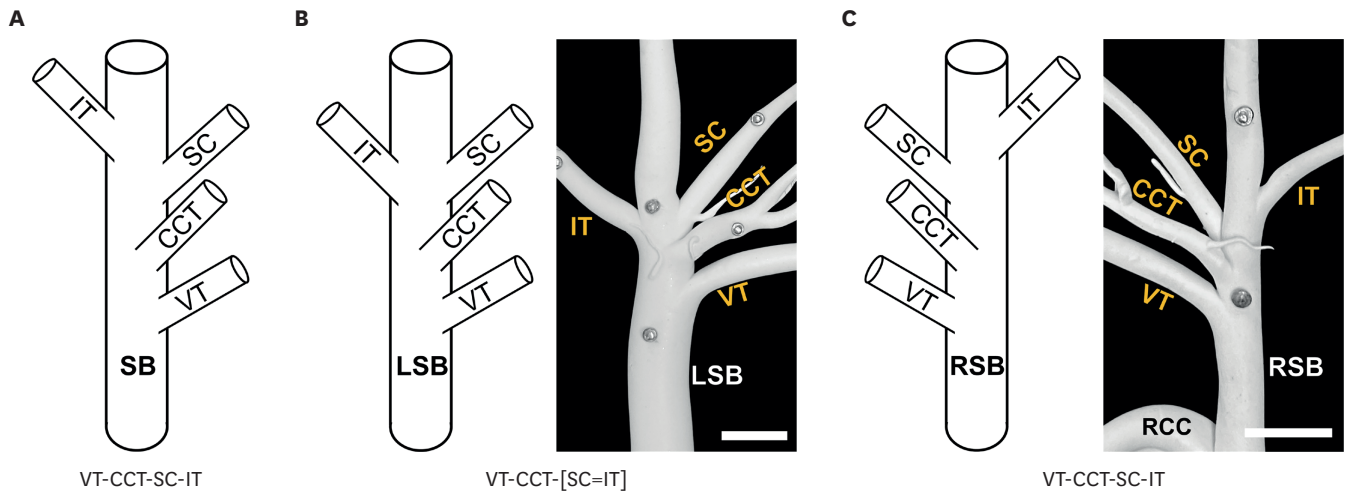 A
IT
SC
CCT
VT
SB
VT-CCT-SC-IT
B
IT
SC
CCT
VT
LSB
SC
CCT
IT
VT
LSB
VT-CCT-[SC=IT]
C
IT
SC
CCT
VT
RSB
SC
CCT
IT
VT
RSB
RCC
VT-CCT-SC-IT